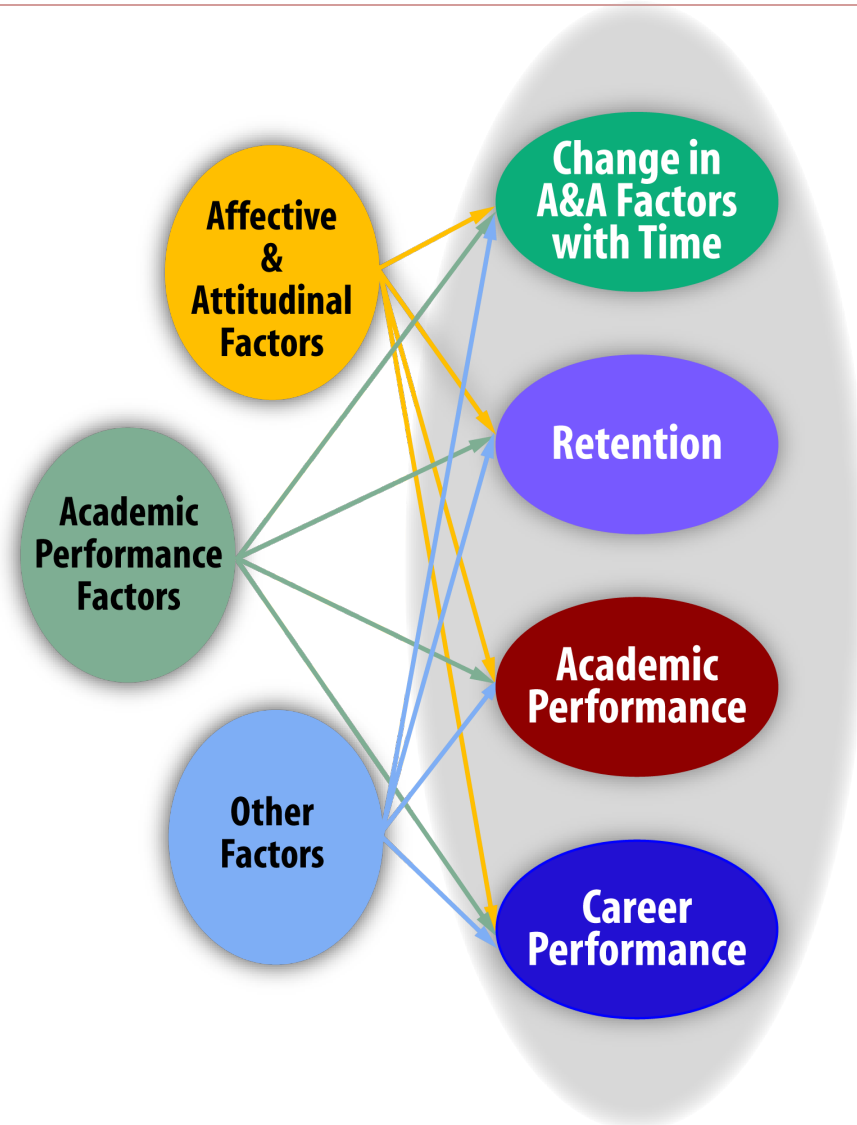 Affective
&
Attitudinal
Factors
Academic
Performance
Factors
Other
Factors
Change in
A&A Factors
with Time
Retention
Academic
Performance
Career
Performance